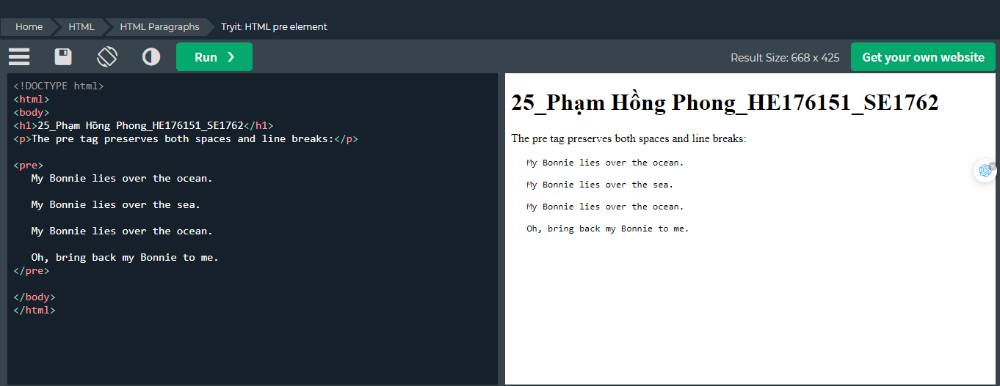 Home HTML HTML Paragraphs Tryit: HTML pre element
Run ❯ Result Size: 668 x 425 Get your own website
<!DOCTYPE html>
<html>
<body>
<h1>25_Phạm Hồng Phong_HE176151_SE1762</h1>
<p>The pre tag preserves both spaces and line breaks:</p>
<pre>
My Bonnie lies over the ocean.
My Bonnie lies over the sea.
My Bonnie lies over the ocean.
Oh, bring back my Bonnie to me.
</pre>
</body>
</html>
25_Phạm Hồng Phong_HE176151_SE1762
The pre tag preserves both spaces and line breaks:
My Bonnie lies over the ocean.
My Bonnie lies over the sea.
My Bonnie lies over the ocean.
Oh, bring back my Bonnie to me.